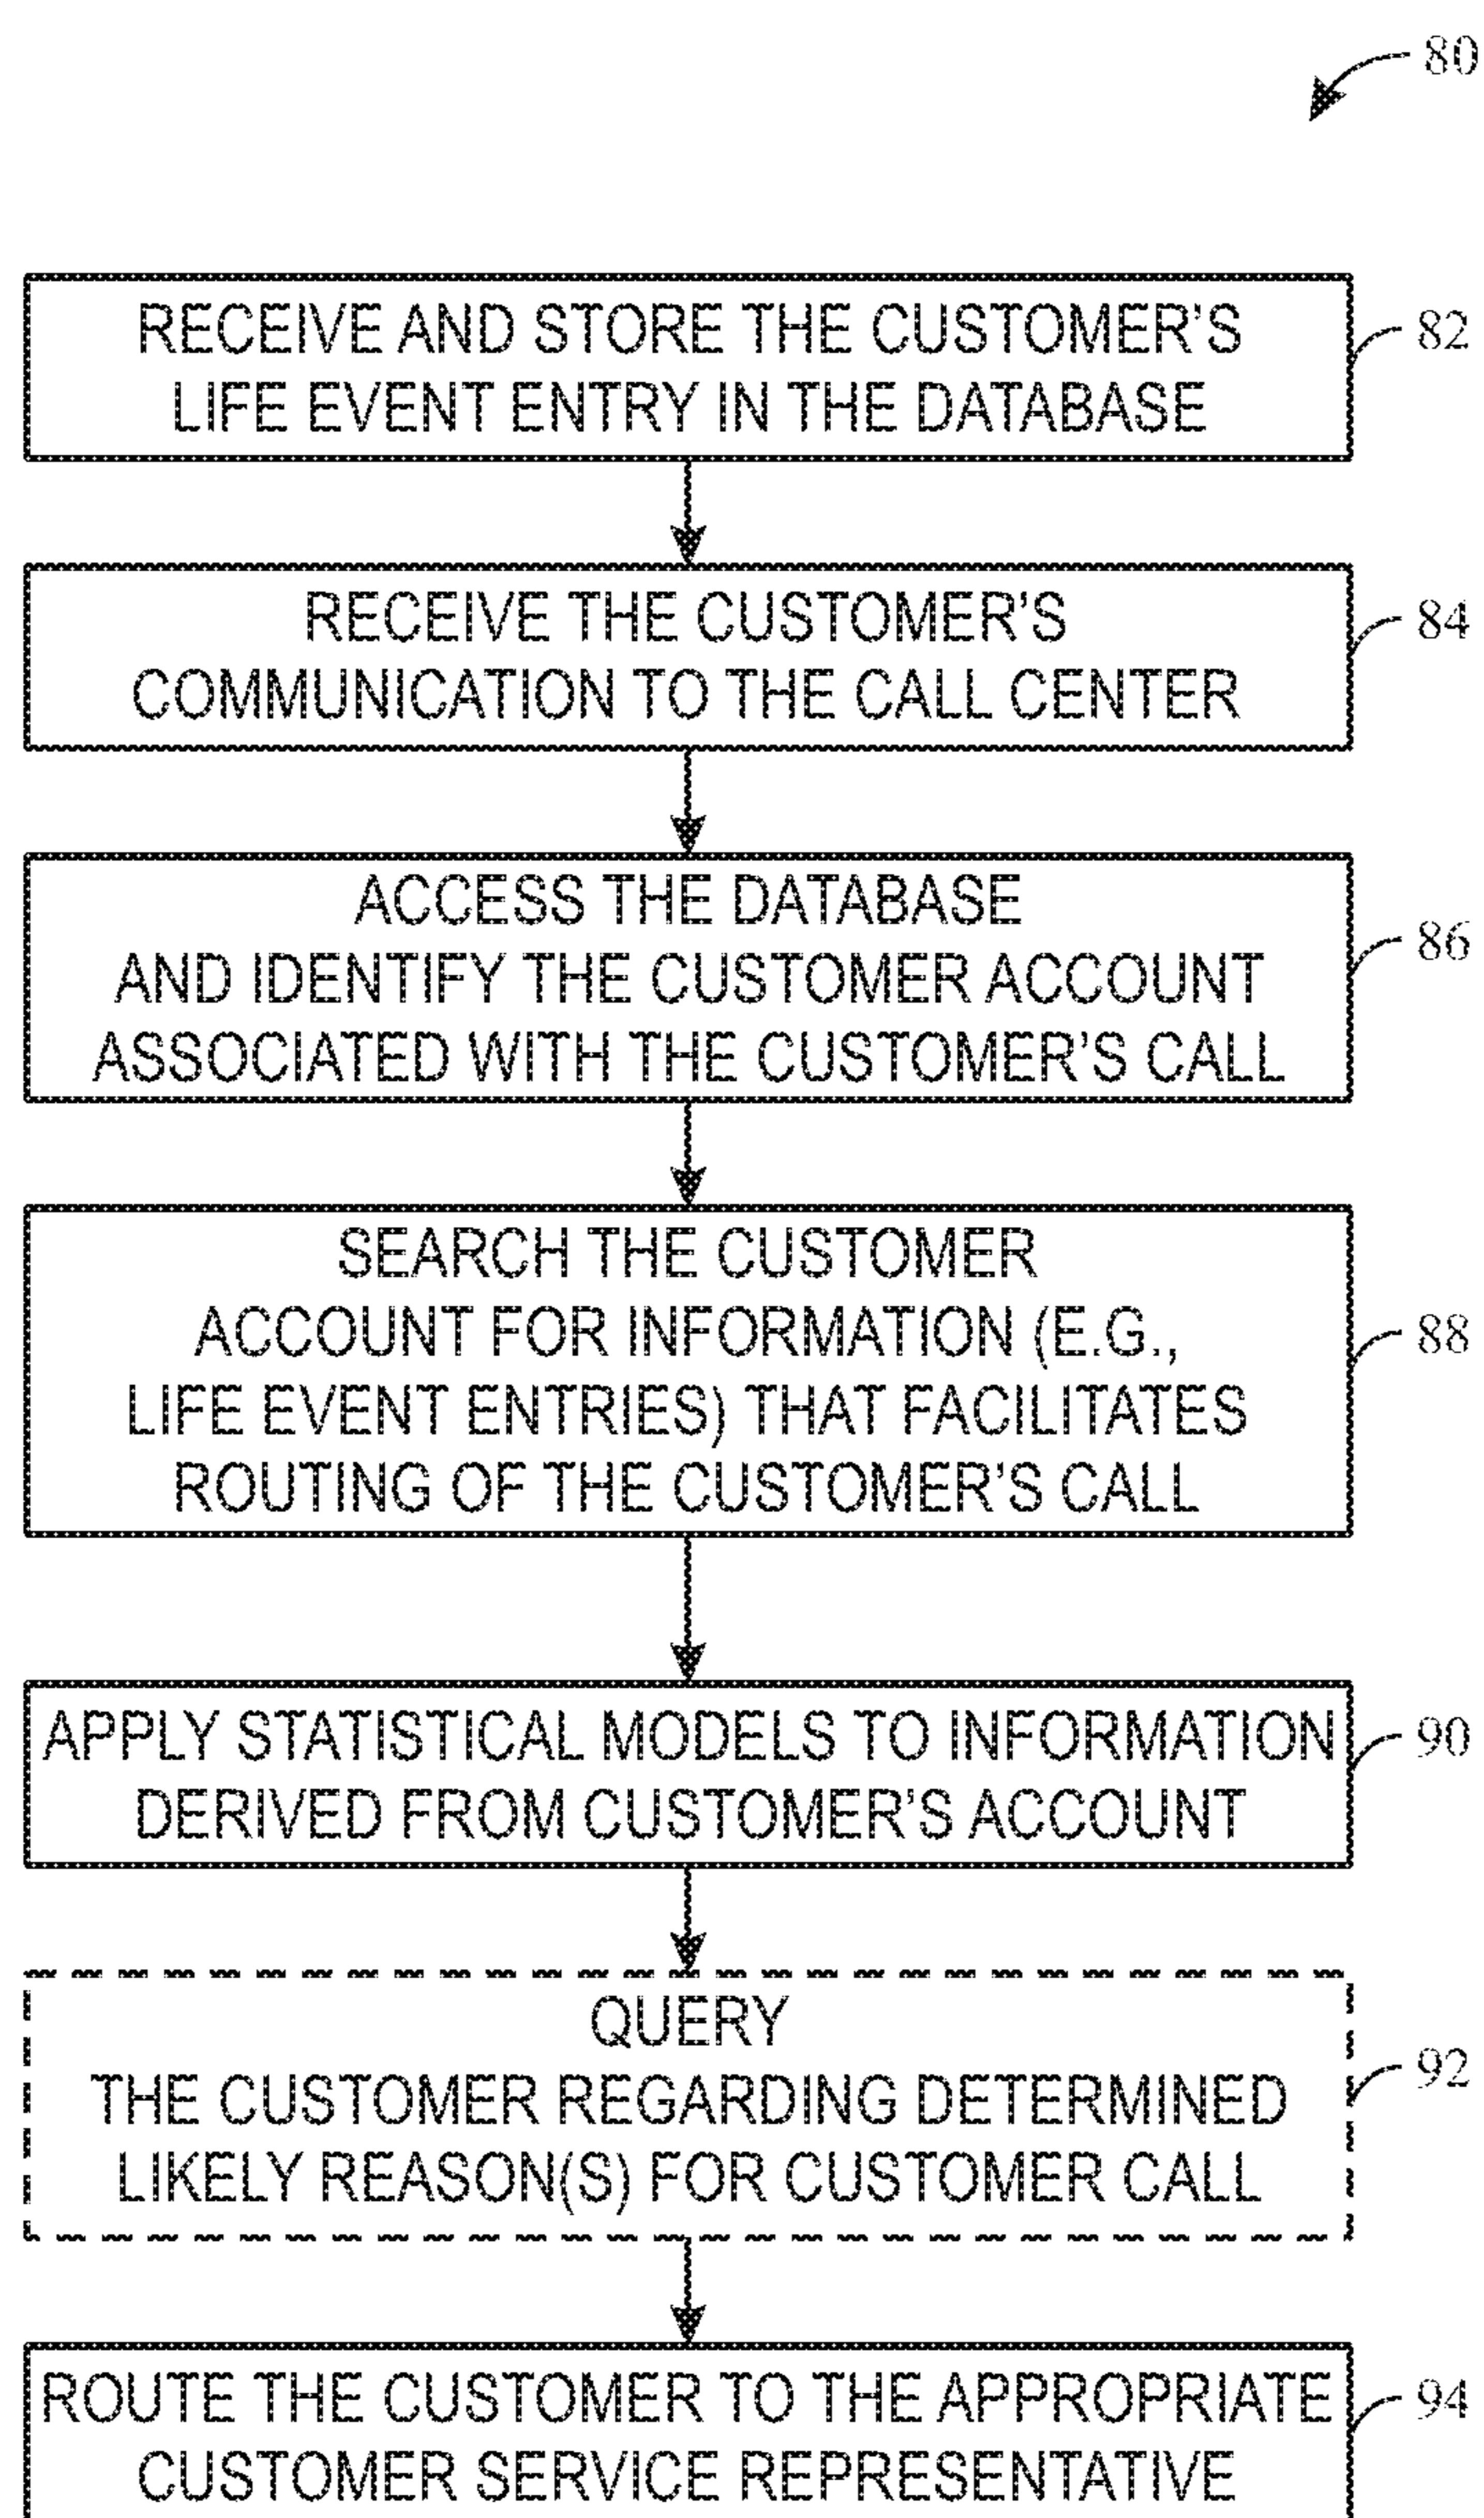 80
RECEIVE AND STORE THE CUSTOMER'S
LIFE EVENT ENTRY IN THE DATABASE
82
RECEIVE THE CUSTOMER'S
COMMUNICATION TO THE CALL CENTER
84
ACCESS THE DATABASE
AND IDENTIFY THE CUSTOMER ACCOUNT
ASSOCIATED WITH THE CUSTOMER'S CALL
86
SEARCH THE CUSTOMER
ACCOUNT FOR INFORMATION (E.G.,
LIFE EVENT ENTRIES) THAT FACILITATES
ROUTING OF THE CUSTOMER'S CALL
88
APPLY STATISTICAL MODELS TO INFORMATION
DERIVED FROM CUSTOMER'S ACCOUNT
90
QUERY
THE CUSTOMER REGARDING DETERMINED
LIKELY REASON(S) FOR CUSTOMER CALL
92
ROUTE THE CUSTOMER TO THE APPROPRIATE
CUSTOMER SERVICE REPRESENTATIVE
94